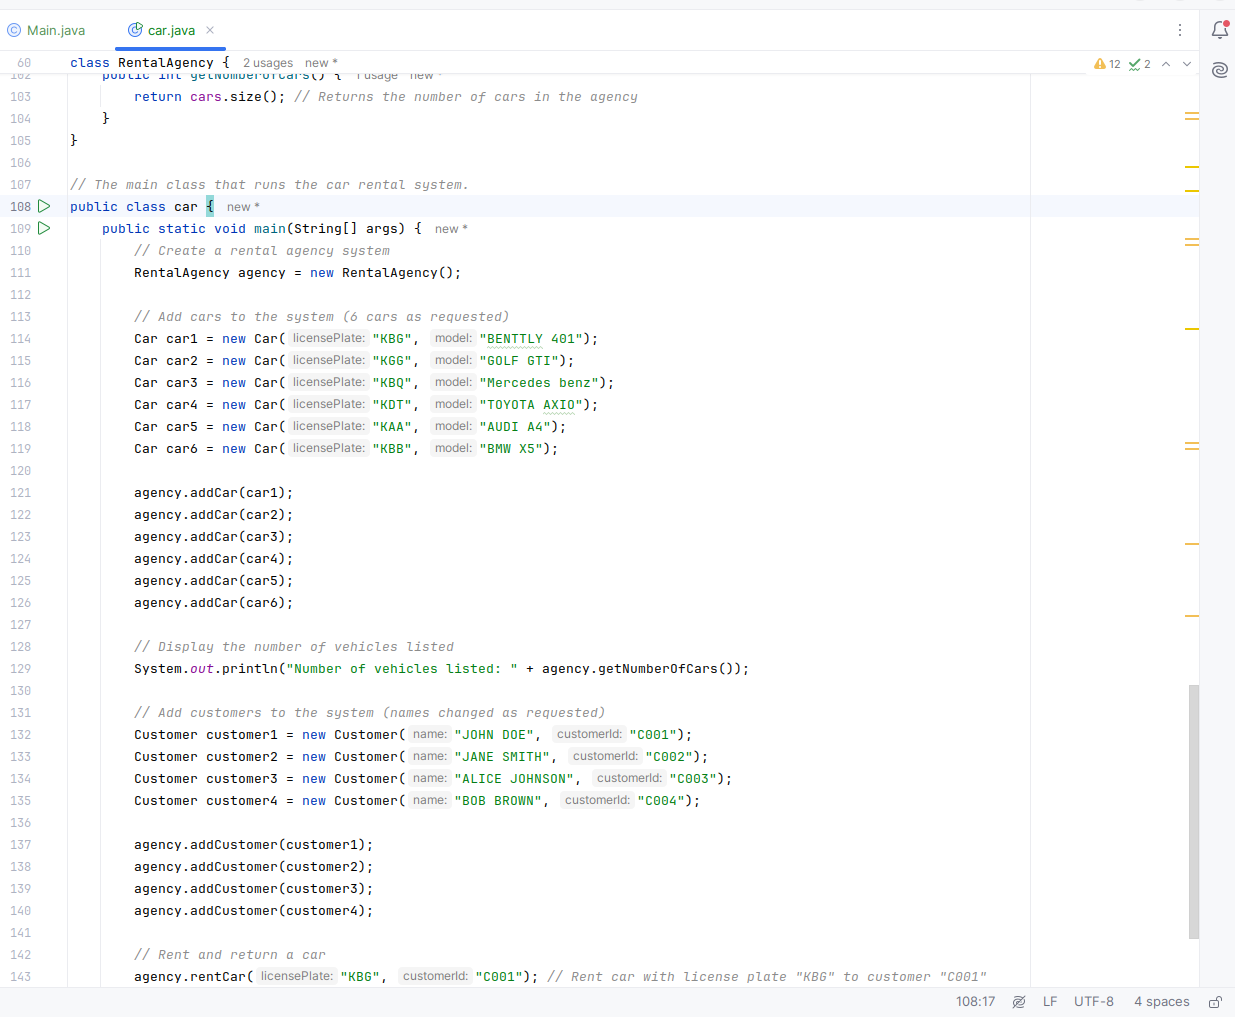 Main.java
car.java
60 class RentalAgency { 2 usages new *
12 2
102 public int getNumberOfCars() { 1 usage new *
103 return cars.size(); // Returns the number of cars in the agency
104 }
105 }
106
107 // The main class that runs the car rental system.
108 public class car { new *
109 public static void main(String[] args) { new *
110 // Create a rental agency system
111 RentalAgency agency = new RentalAgency();
112
113 // Add cars to the system (6 cars as requested)
114 Car car1 = new Car( licensePlate: "KBG", model: "BENTTLY 401");
115 Car car2 = new Car( licensePlate: "KGG", model: "GOLF GTI");
116 Car car3 = new Car( licensePlate: "KBQ", model: "Mercedes benz");
117 Car car4 = new Car( licensePlate: "KDT", model: "TOYOTA AXIO");
118 Car car5 = new Car( licensePlate: "KAA", model: "AUDI A4");
119 Car car6 = new Car( licensePlate: "KBB", model: "BMW X5");
120
121 agency.addCar(car1);
122 agency.addCar(car2);
123 agency.addCar(car3);
124 agency.addCar(car4);
125 agency.addCar(car5);
126 agency.addCar(car6);
127
128 // Display the number of vehicles listed
129 System.out.println("Number of vehicles listed: " + agency.getNumberOfCars());
130
131 // Add customers to the system (names changed as requested)
132 Customer customer1 = new Customer( name: "JOHN DOE", customerId: "C001");
133 Customer customer2 = new Customer( name: "JANE SMITH", customerId: "C002");
134 Customer customer3 = new Customer( name: "ALICE JOHNSON", customerId: "C003");
135 Customer customer4 = new Customer( name: "BOB BROWN", customerId: "C004");
136
137 agency.addCustomer(customer1);
138 agency.addCustomer(customer2);
139 agency.addCustomer(customer3);
140 agency.addCustomer(customer4);
141
142 // Rent and return a car
143 agency.rentCar( licensePlate: "KBG", customerId: "C001"); // Rent car with license plate "KBG" to customer "C001"
108:17 LF UTF-8 4 spaces